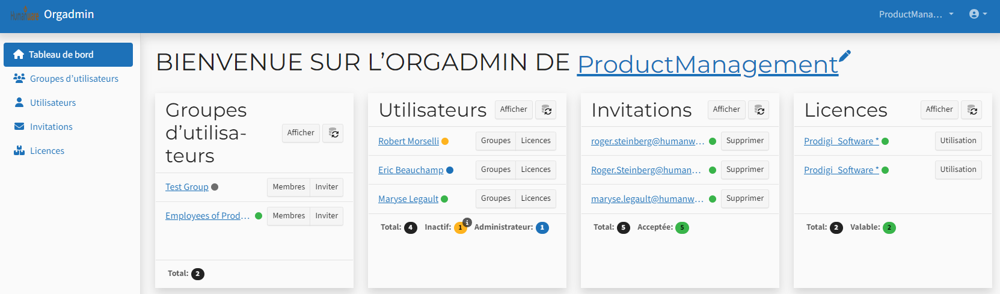 Humanware Orgadmin
ProductMana...
Tableau de bord
Groupes d’utilisateurs
Utilisateurs
Invitations
Licences
BIENVENUE SUR L’ORGADMIN DE ProductManagement
Groupes
d’utilisa-
teurs
Afficher
Test Group Membres Inviter
Employees of Prod... Membres Inviter
Total: 2
Utilisateurs Afficher
Robert Morselli Groupes Licences
Eric Beauchamp Groupes Licences
Maryse Legault Groupes Licences
Total: 4 Inactif: 1 i Administrateur: 1
Invitations Afficher
roger.steinberg@humanw... Supprimer
Roger.Steinberg@human... Supprimer
maryse.legault@humanw... Supprimer
Total: 5 Acceptée: 5
Licences Afficher
Prodigi_Software * Utilisation
Prodigi_Software * Utilisation
Total: 2 Valable: 2